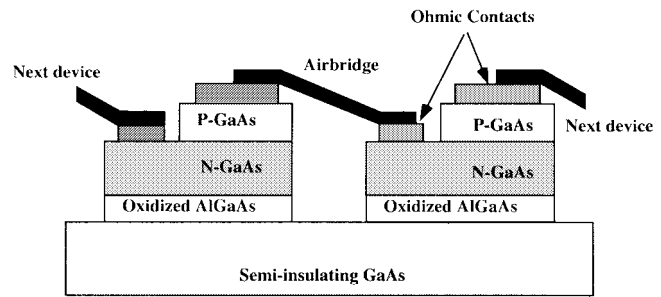 Ohmic Contacts
Next device
Airbridge
P-GaAs
P-GaAs
Next device
N-GaAs
N-GaAs
Oxidized AlGaAs
Oxidized AlGaAs
Semi-insulating GaAs